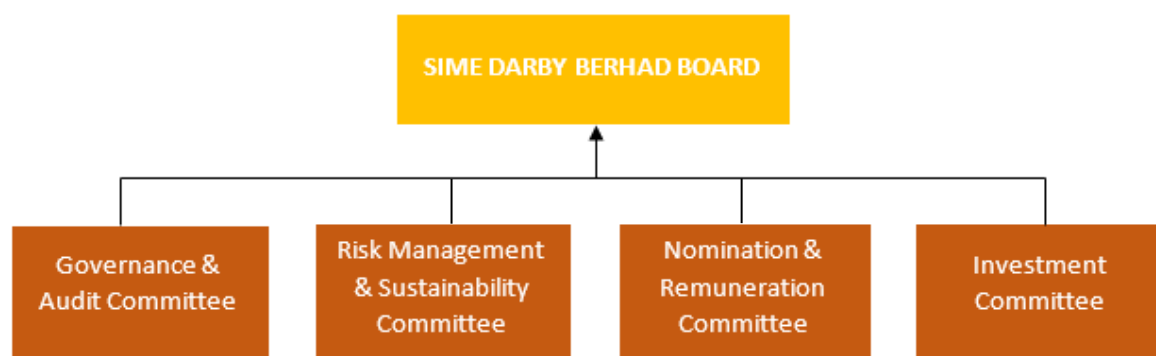 SIME DARBY BERHAD BOARD
Governance &
Audit Committee
Risk Management
& Sustainability
Committee
Nomination &
Remuneration
Committee
Investment
Committee